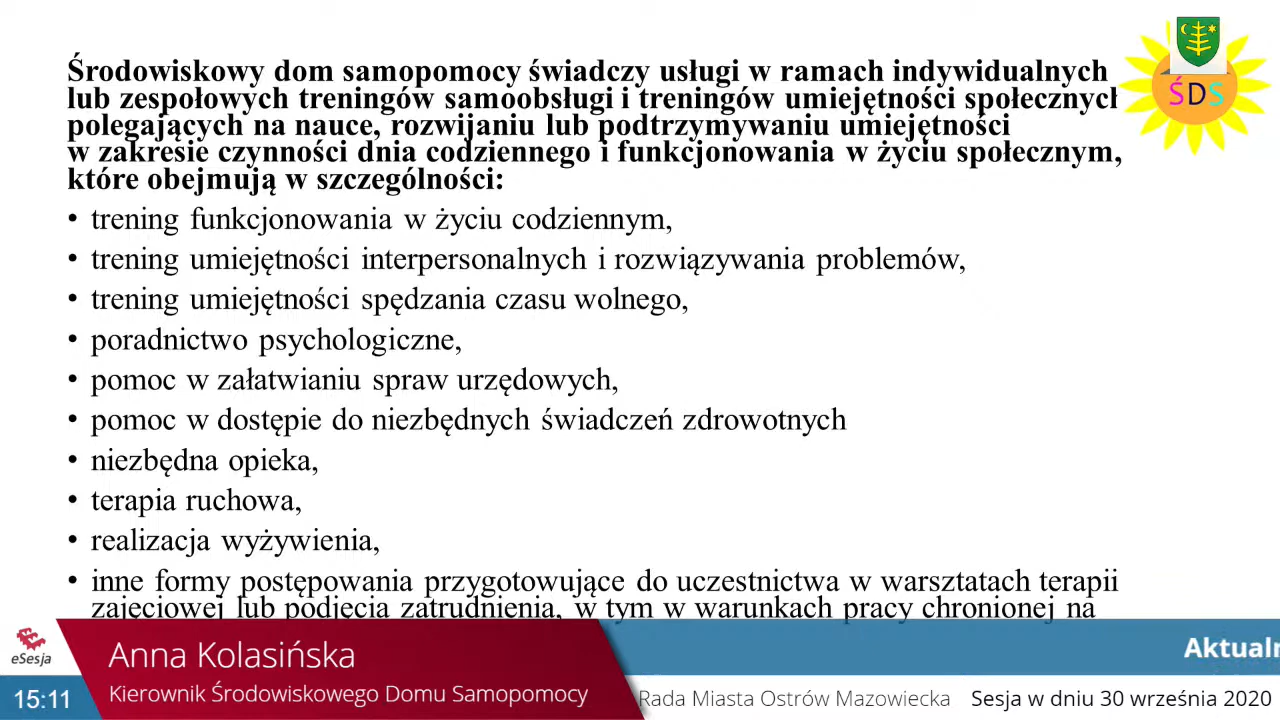 Środowiskowy dom samopomocy świadczy usługi w ramach indywidualnych
lub zespołowych treningów samoobsługi i treningów umiejętności społecznych
polegających na nauce, rozwijaniu lub podtrzymywaniu umiejętności
w zakresie czynności dnia codziennego i funkcjonowania w życiu społecznym,
które obejmują w szczególności:
• trening funkcjonowania w życiu codziennym,
• trening umiejętności interpersonalnych i rozwiązywania problemów,
• trening umiejętności spędzania czasu wolnego,
• poradnictwo psychologiczne,
• pomoc w załatwianiu spraw urzędowych,
• pomoc w dostępie do niezbędnych świadczeń zdrowotnych
• niezbędna opieka,
• terapia ruchowa,
• realizacja wyżywienia,
• inne formy postępowania przygotowujące do uczestnictwa w warsztatach terapii
zajęciowej lub podjęcia zatrudnienia, w tym w warunkach pracy chronionej na
ŚDS
eSesja
Anna Kolasińska
Kierownik Środowiskowego Domu Samopomocy
Aktualn
15:11
Rada Miasta Ostrów Mazowiecka
Sesja w dniu 30 września 2020